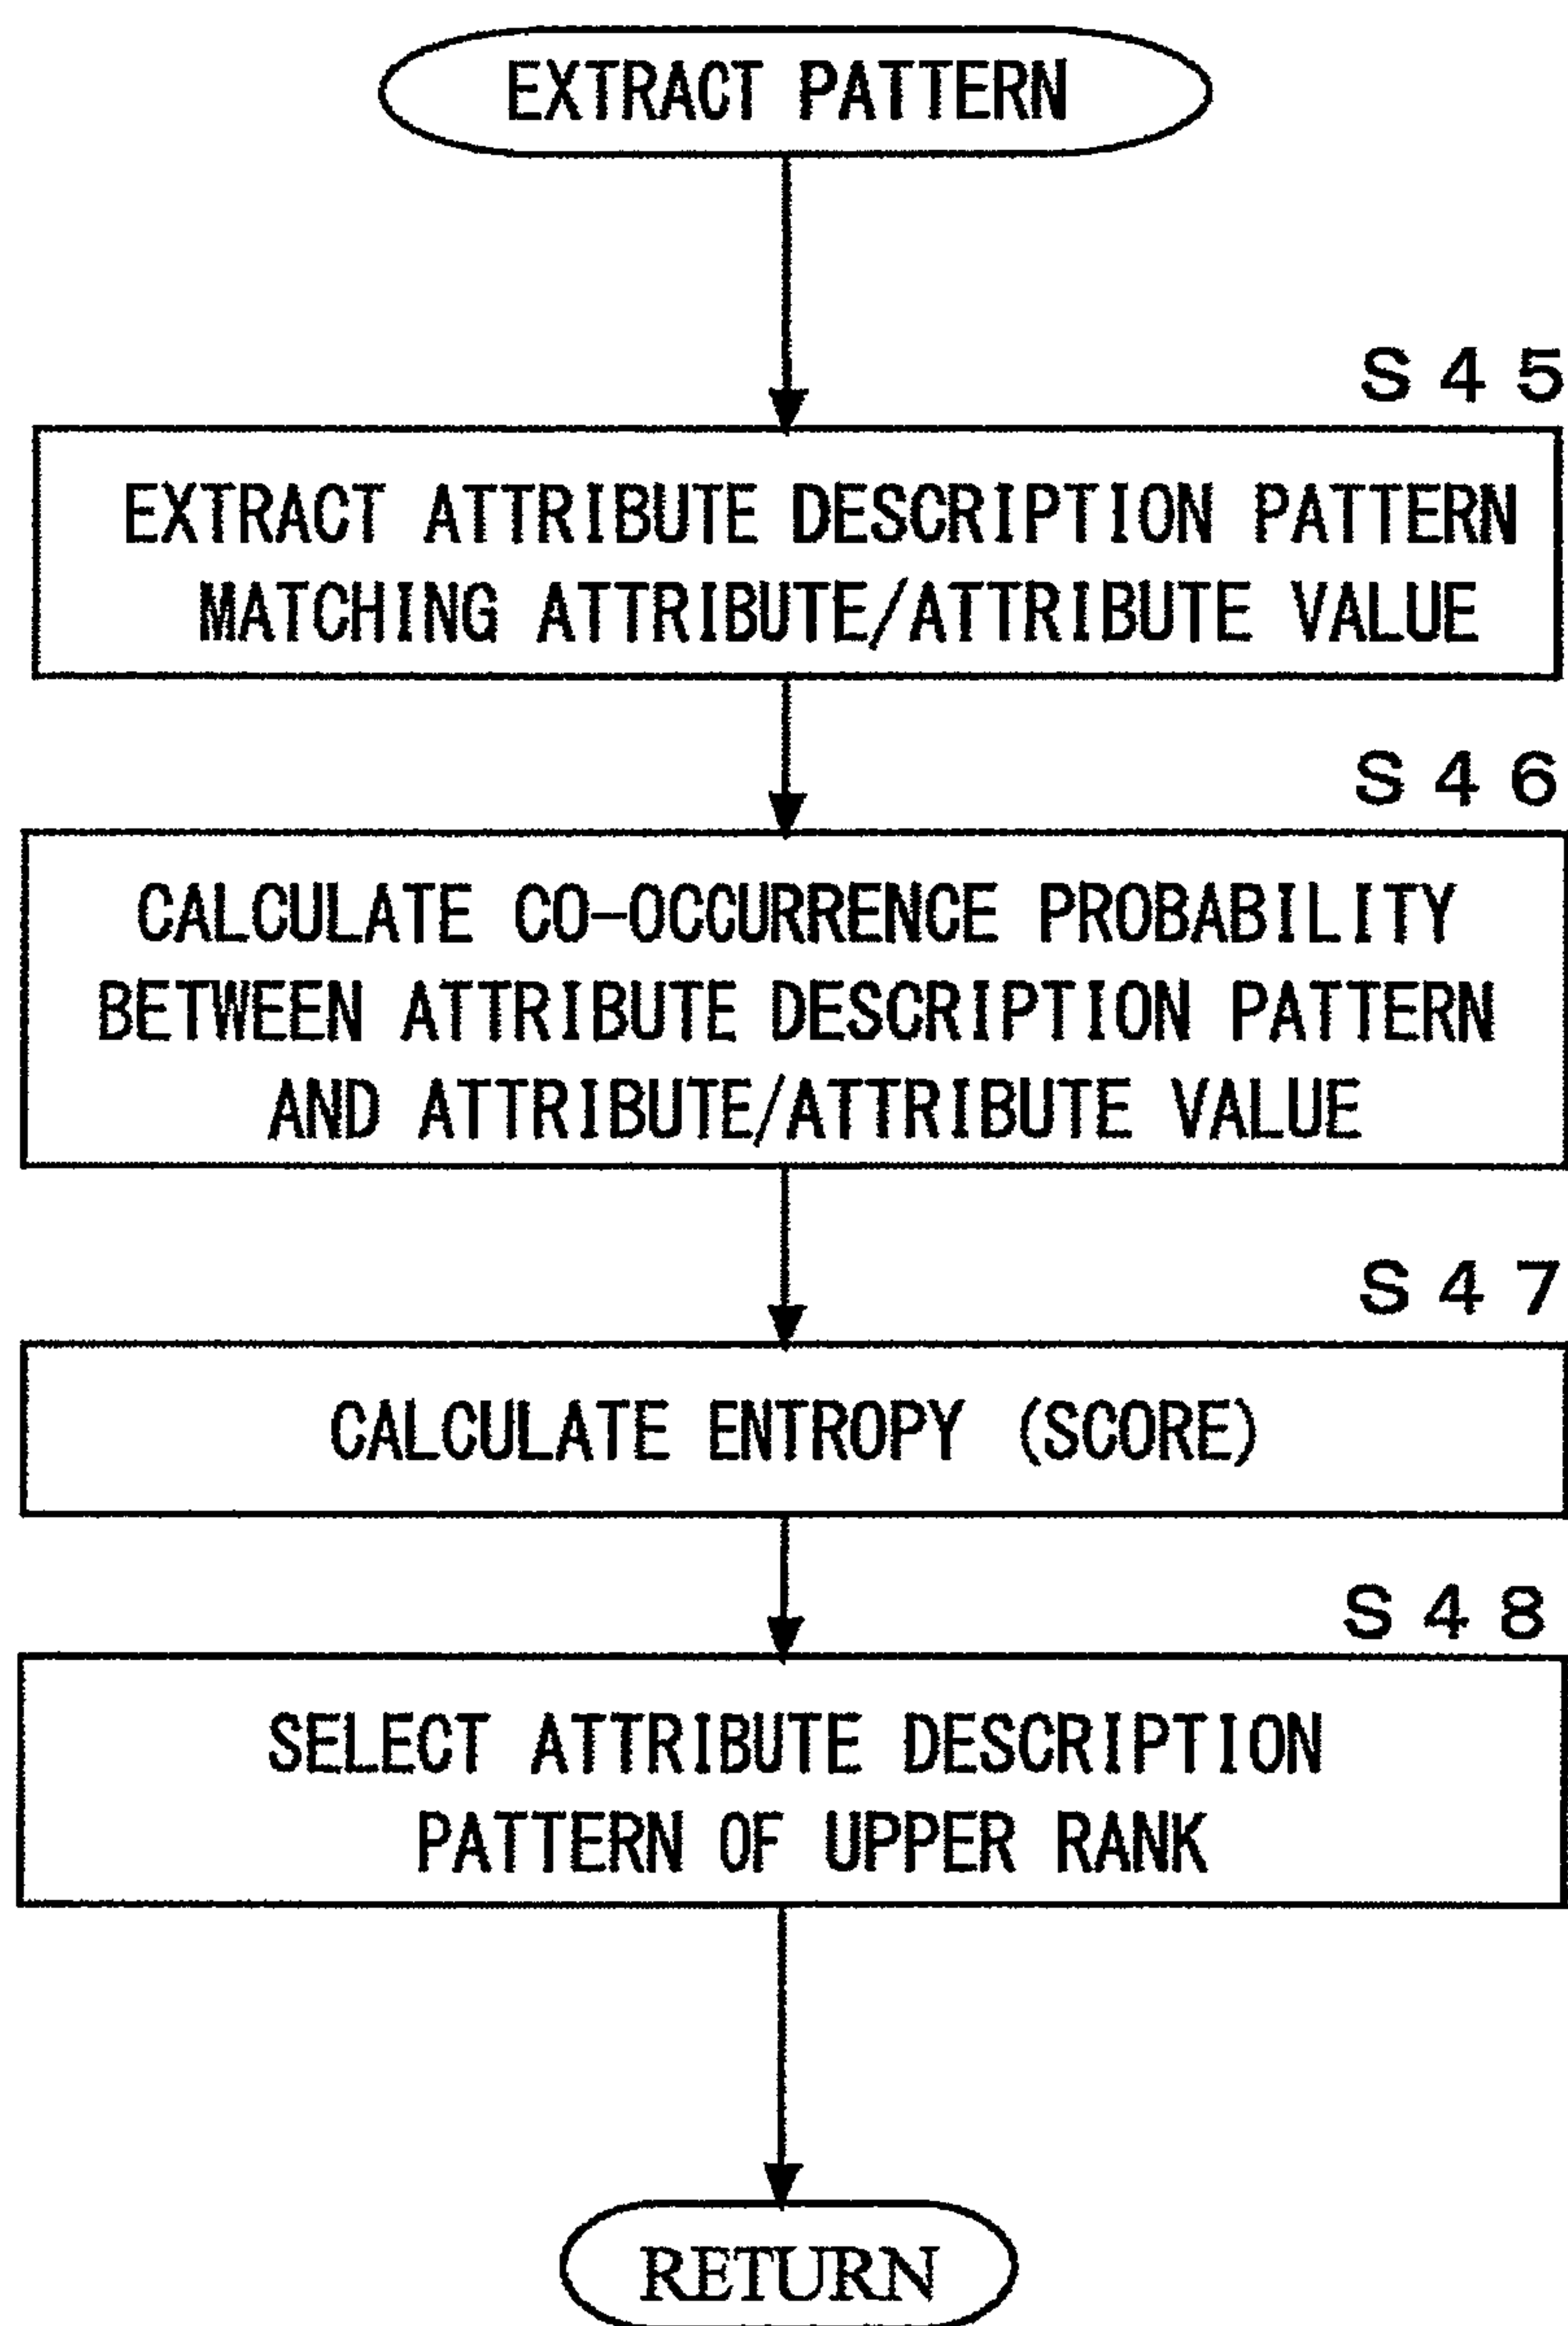 EXTRACT PATTERN
S45
EXTRACT ATTRIBUTE DESCRIPTION PATTERN
MATCHING ATTRIBUTE/ATTRIBUTE VALUE
S46
CALCULATE CO-OCCURRENCE PROBABILITY
BETWEEN ATTRIBUTE DESCRIPTION PATTERN
AND ATTRIBUTE/ATTRIBUTE VALUE
S47
CALCULATE ENTROPY (SCORE)
S48
SELECT ATTRIBUTE DESCRIPTION
PATTERN OF UPPER RANK
RETURN